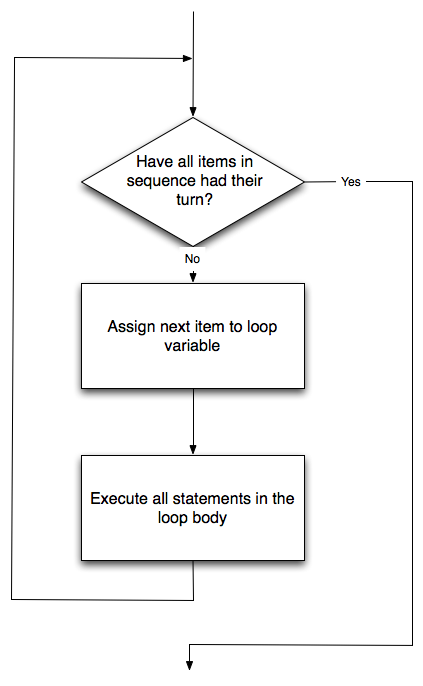 Have all items in
sequence had their
turn?
Yes
No
Assign next item to loop
variable
Execute all statements in the
loop body